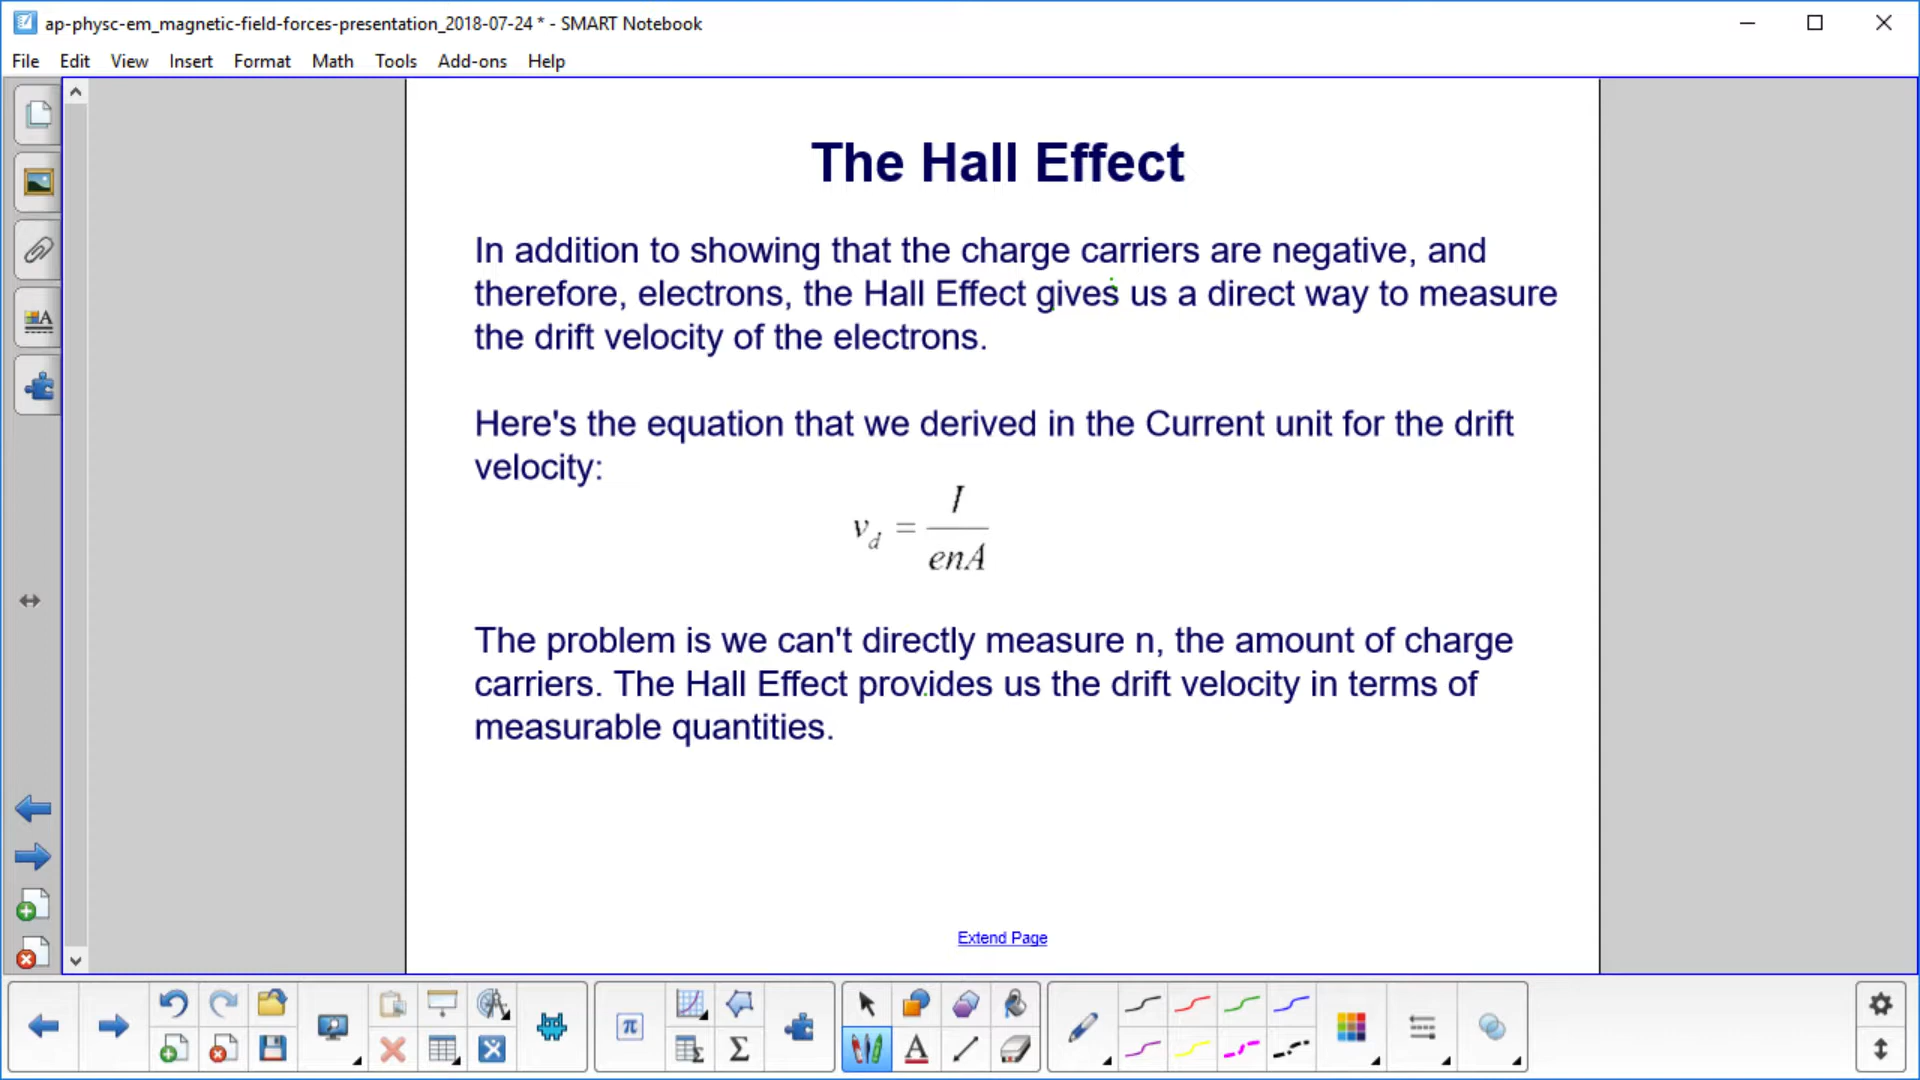 ap-physc-em_magnetic-field-forces-presentation_2018-07-24 * - SMART Notebook
File Edit View Insert Format Math Tools Add-ons Help
The Hall Effect
In addition to showing that the charge carriers are negative, and
therefore, electrons, the Hall Effect gives us a direct way to measure
the drift velocity of the electrons.
Here's the equation that we derived in the Current unit for the drift
velocity:
v_d = I / enA
The problem is we can't directly measure n, the amount of charge
carriers. The Hall Effect provides us the drift velocity in terms of
measurable quantities.
Extend Page